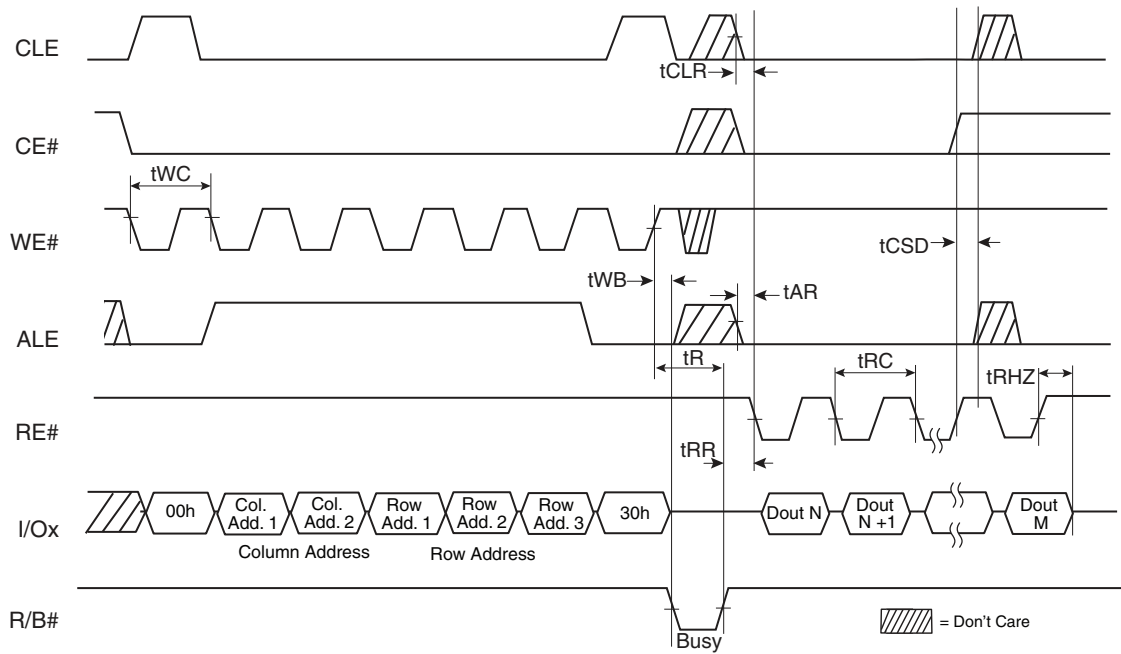 CLE
tCLR
CE#
tWC
WE#
tCSD
tWB
tAR
ALE
tR
tRC
tRHZ
RE#
tRR
I/Ox
00h
Col.
Add. 1
Col.
Add. 2
Row
Add. 1
Row
Add. 2
Row
Add. 3
30h
Dout N
Dout
N +1
Dout
M
Column Address
Row Address
R/B#
Busy
= Don't Care